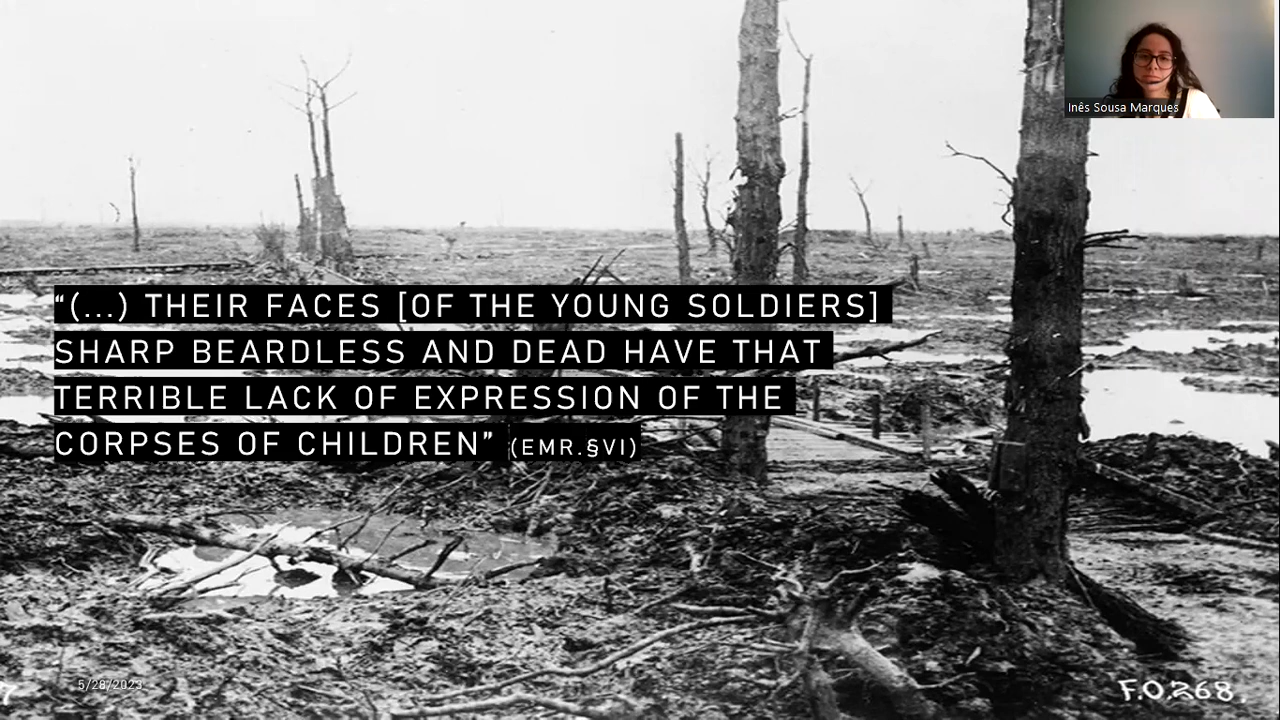 Inês Sousa Marques
“(...) THEIR FACES [OF THE YOUNG SOLDIERS]
SHARP BEARDLESS AND DEAD HAVE THAT
TERRIBLE LACK OF EXPRESSION OF THE
CORPSES OF CHILDREN” (EMR.§VI)
5/28/2023
7
F.O.268.